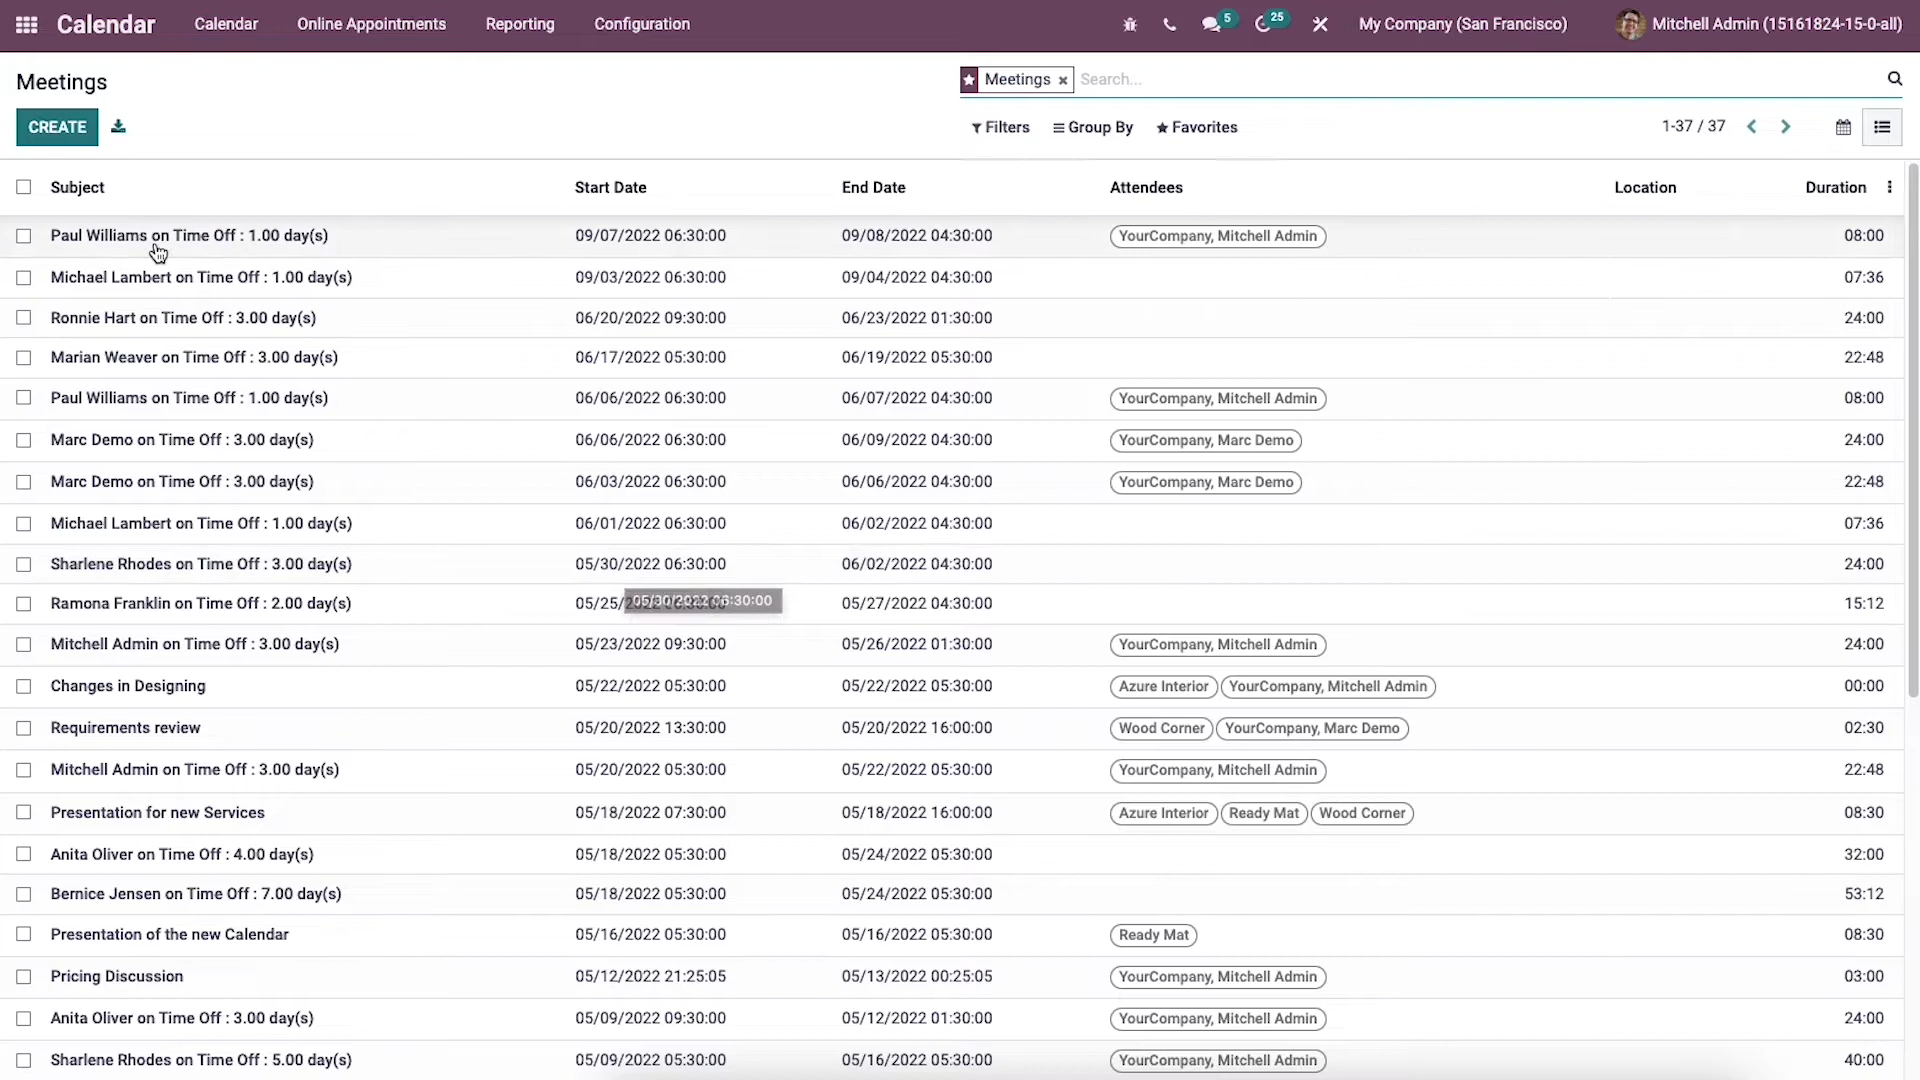 Calendar Calendar Online Appointments Reporting Configuration 5 25 My Company (San Francisco) Mitchell Admin (15161824-15-0-all)
Meetings Meetings × Search...
CREATE Filters Group By Favorites 1-37 / 37
Subject Start Date End Date Attendees Location Duration
Paul Williams on Time Off : 1.00 day(s) 09/07/2022 06:30:00 09/08/2022 04:30:00 YourCompany, Mitchell Admin 08:00
Michael Lambert on Time Off : 1.00 day(s) 09/03/2022 06:30:00 09/04/2022 04:30:00 07:36
Ronnie Hart on Time Off : 3.00 day(s) 06/20/2022 09:30:00 06/23/2022 01:30:00 24:00
Marian Weaver on Time Off : 3.00 day(s) 06/17/2022 05:30:00 06/19/2022 05:30:00 22:48
Paul Williams on Time Off : 1.00 day(s) 06/06/2022 06:30:00 06/07/2022 04:30:00 YourCompany, Mitchell Admin 08:00
Marc Demo on Time Off : 3.00 day(s) 06/06/2022 06:30:00 06/09/2022 04:30:00 YourCompany, Marc Demo 24:00
Marc Demo on Time Off : 3.00 day(s) 06/03/2022 06:30:00 06/06/2022 04:30:00 YourCompany, Marc Demo 22:48
Michael Lambert on Time Off : 1.00 day(s) 06/01/2022 06:30:00 06/02/2022 04:30:00 07:36
Sharlene Rhodes on Time Off : 3.00 day(s) 05/30/2022 06:30:00 06/02/2022 04:30:00 24:00
Ramona Franklin on Time Off : 2.00 day(s) 05/25/ 05/30/2022 06:30:00 05/27/2022 04:30:00 15:12
Mitchell Admin on Time Off : 3.00 day(s) 05/23/2022 09:30:00 05/26/2022 01:30:00 YourCompany, Mitchell Admin 24:00
Changes in Designing 05/22/2022 05:30:00 05/22/2022 05:30:00 Azure Interior YourCompany, Mitchell Admin 00:00
Requirements review 05/20/2022 13:30:00 05/20/2022 16:00:00 Wood Corner YourCompany, Marc Demo 02:30
Mitchell Admin on Time Off : 3.00 day(s) 05/20/2022 05:30:00 05/22/2022 05:30:00 YourCompany, Mitchell Admin 22:48
Presentation for new Services 05/18/2022 07:30:00 05/18/2022 16:00:00 Azure Interior Ready Mat Wood Corner 08:30
Anita Oliver on Time Off : 4.00 day(s) 05/18/2022 05:30:00 05/24/2022 05:30:00 32:00
Bernice Jensen on Time Off : 7.00 day(s) 05/18/2022 05:30:00 05/24/2022 05:30:00 53:12
Presentation of the new Calendar 05/16/2022 05:30:00 05/16/2022 05:30:00 Ready Mat 08:30
Pricing Discussion 05/12/2022 21:25:05 05/13/2022 00:25:05 YourCompany, Mitchell Admin 03:00
Anita Oliver on Time Off : 3.00 day(s) 05/09/2022 09:30:00 05/12/2022 01:30:00 YourCompany, Mitchell Admin 24:00
Sharlene Rhodes on Time Off : 5.00 day(s) 05/09/2022 05:30:00 05/16/2022 05:30:00 YourCompany, Mitchell Admin 40:00